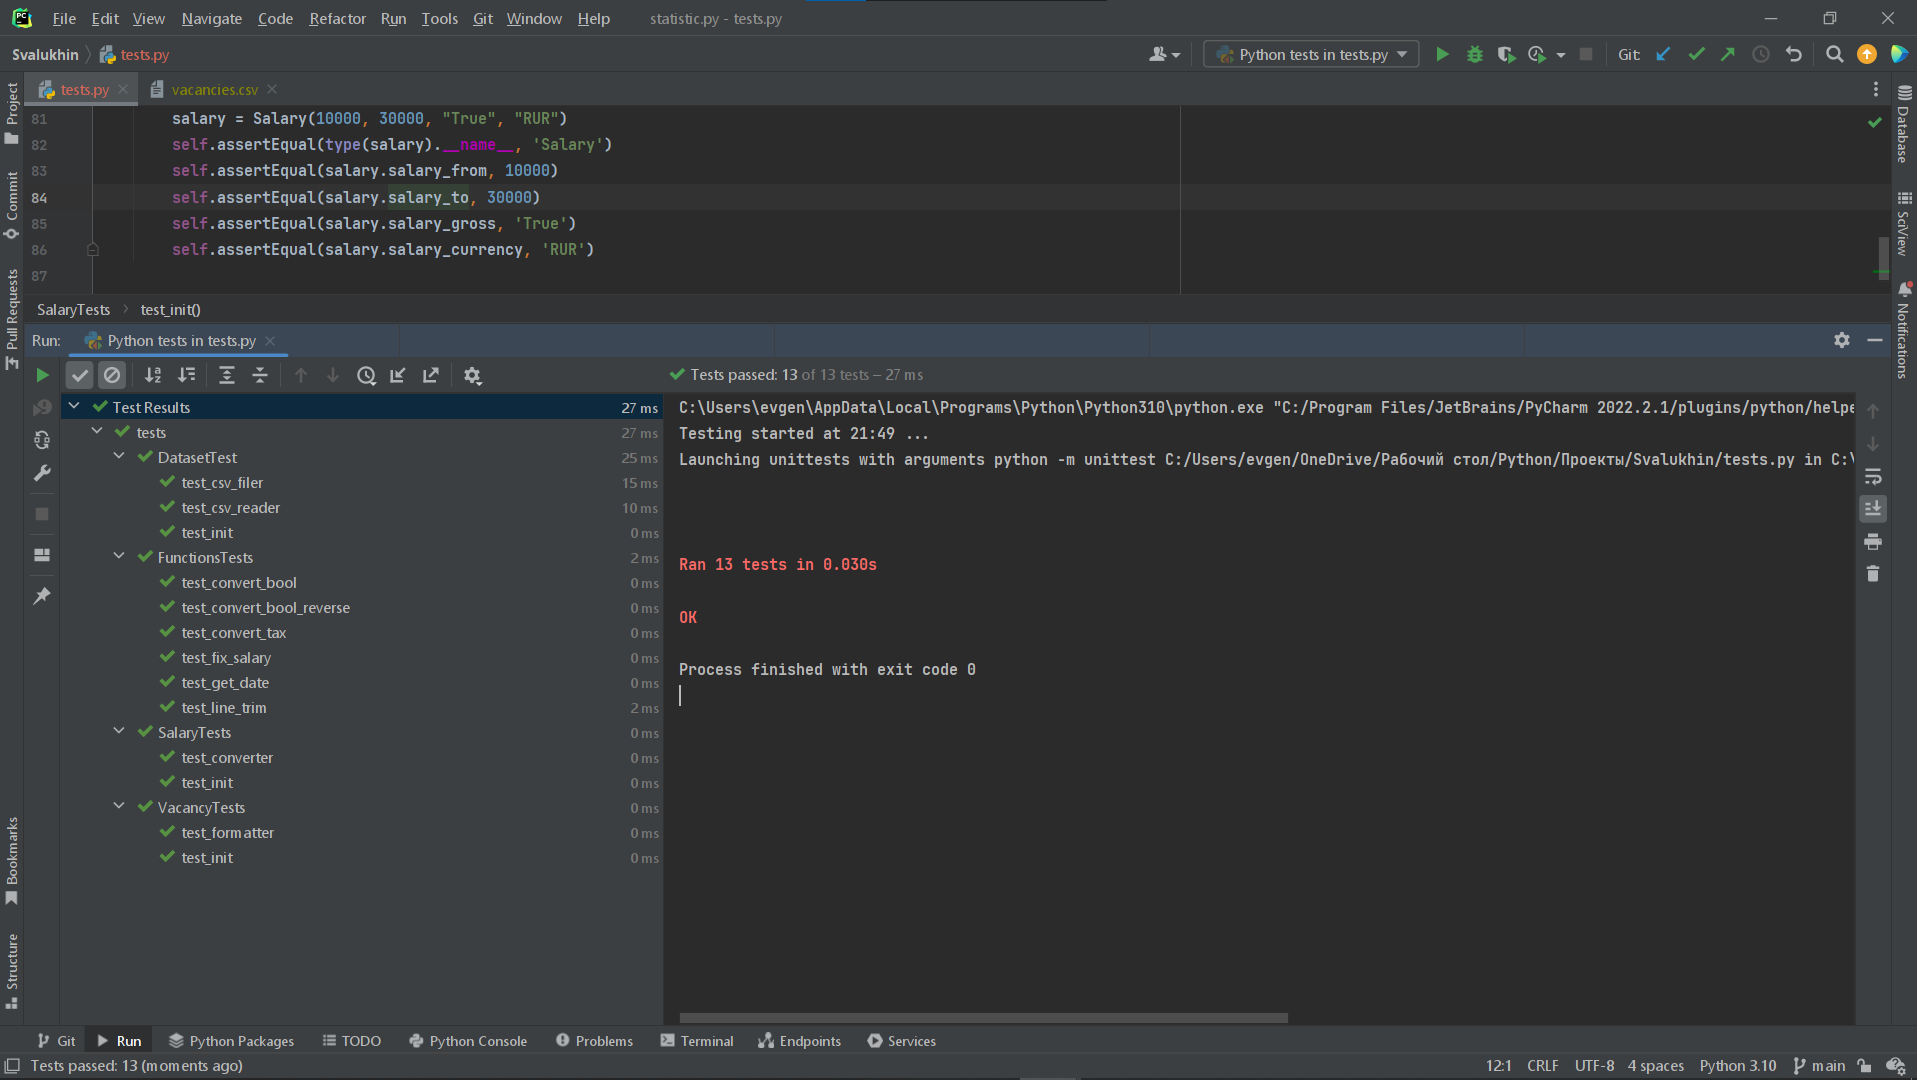 File Edit View Navigate Code Refactor Run Tools Git Window Help statistic.py - tests.py
Svalukhin tests.py Python tests in tests.py Git:
tests.py vacancies.csv
81 salary = Salary(10000, 30000, "True", "RUR")
82 self.assertEqual(type(salary).__name__, 'Salary')
83 self.assertEqual(salary.salary_from, 10000)
84 self.assertEqual(salary.salary_to, 30000)
85 self.assertEqual(salary.salary_gross, 'True')
86 self.assertEqual(salary.salary_currency, 'RUR')
87
SalaryTests test_init()
Run: Python tests in tests.py
Tests passed: 13 of 13 tests – 27 ms
Test Results 27 ms
tests 27 ms
DatasetTest 25 ms
test_csv_filer 15 ms
test_csv_reader 10 ms
test_init 0 ms
FunctionsTests 2 ms
test_convert_bool 0 ms
test_convert_bool_reverse 0 ms
test_convert_tax 0 ms
test_fix_salary 0 ms
test_get_date 0 ms
test_line_trim 2 ms
SalaryTests 0 ms
test_converter 0 ms
test_init 0 ms
VacancyTests 0 ms
test_formatter 0 ms
test_init 0 ms
C:\Users\evgen\AppData\Local\Programs\Python\Python310\python.exe "C:/Program Files/JetBrains/PyCharm 2022.2.1/plugins/python/helpe
Testing started at 21:49 ...
Launching unittests with arguments python -m unittest C:/Users/evgen/OneDrive/Рабочий стол/Python/Проекты/Svalukhin/tests.py in C:\
Ran 13 tests in 0.030s
OK
Process finished with exit code 0
Project
Commit
Pull Requests
Bookmarks
Structure
Database
SciView
Notifications
Git Run Python Packages TODO Python Console Problems Terminal Endpoints Services
Tests passed: 13 (moments ago) 12:1 CRLF UTF-8 4 spaces Python 3.10 main